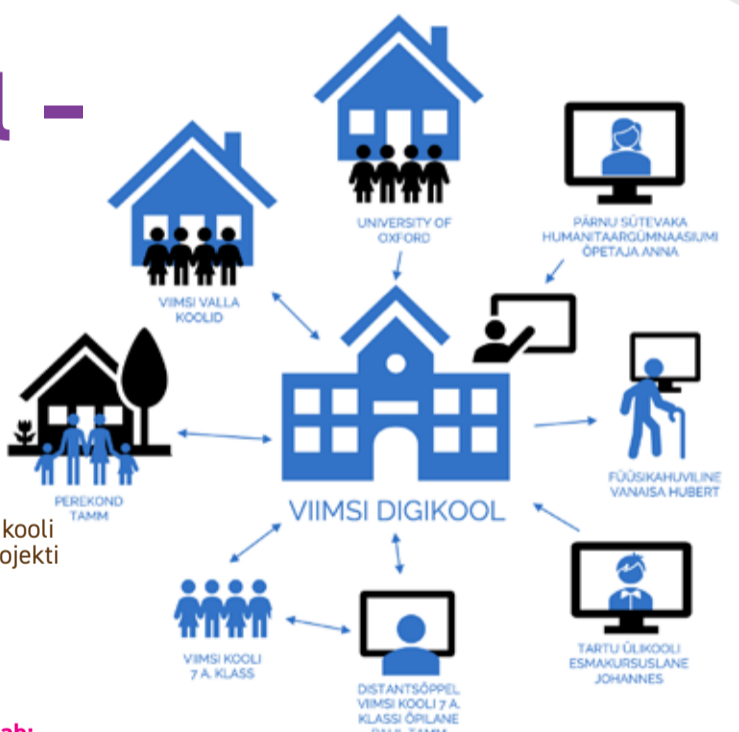 –
UNIVERSITY OF
OXFORD
PÄRNU SÜTEVAKA
HUMANITAARGÜMNAASIUMI
ÕPETAJA ANNA
VIIMSI VALLA
KOOLID
PEREKOND
TAMM
kooli
ojekti
VIIMSI DIGIKOOL
FÜÜSIKAHUVILINE
VANAISA HUBERT
VIIMSI KOOLI
7 A. KLASS
DISTANTSÕPPEL
VIIMSI KOOLI 7 A.
KLASSI ÕPILANE
TAMM
TARTU ÜLIKOOLI
ESMAKURSUSLANE
JOHANNES